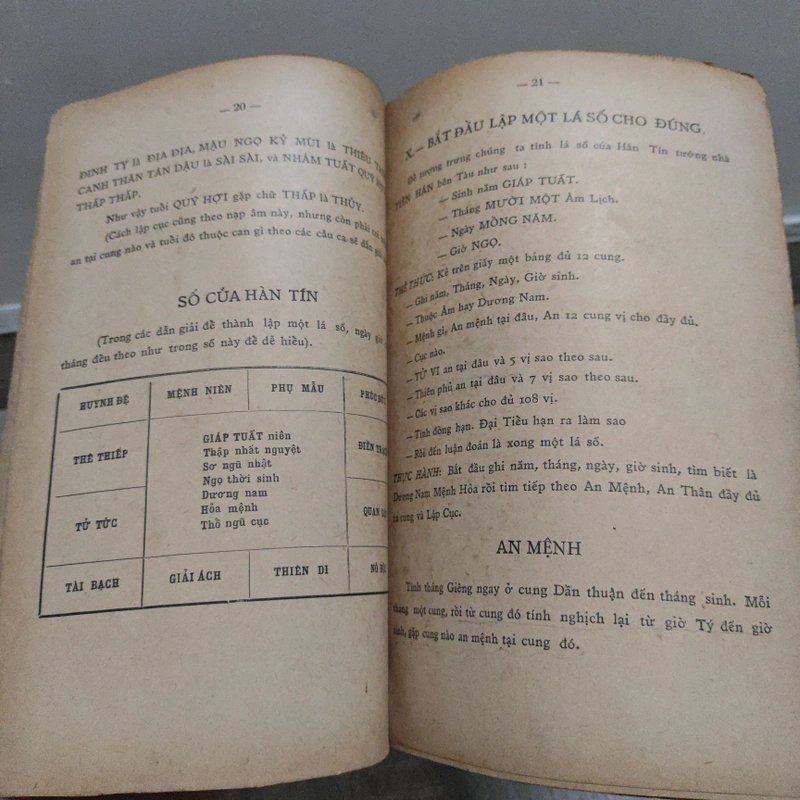 — 20 —
ĐINH TỴ là ĐỊA ĐỊA, MẬU NGỌ KỶ MÙI là THIÊU
CANH THÂN TÂN DẬU là SÀI SÀI, và NHÂM TUẤT QUÝ
THẤP THẤP.
Như vậy tuổi QUÝ HỢI gặp chữ THẤP là THỦY.
(Cách lập cục cũng theo nạp âm này, nhưng còn phải
an tại cung nào và tuổi đó thuộc can gì theo các câu ca sẽ dẫn
SỐ CỦA HÀN TÍN
(Trong các dẫn giải để thành lập một lá số, ngày
tháng đều theo như trong số này để dễ hiểu).
HUYNH ĐỆ
MỆNH NIÊN
PHỤ MẪU
THÊ THIẾP
GIÁP TUẤT niên
Thập nhất nguyệt
Sơ ngũ nhật
Ngọ thời sinh
Dương nam
Hỏa mệnh
Thổ ngũ cục
ĐIỀN
TỬ TỨC
QUAN
TÀI BẠCH
GIẢI ÁCH
THIÊN DI
NÔ
— 21 —
X.— BẮT ĐẦU LẬP MỘT LÁ SỐ CHO ĐÚNG.
Để tượng trưng chúng ta tính lá số của Hàn Tín tướng nhà
TIỀN HÁN bên Tàu như sau :
— Sinh năm GIÁP TUẤT.
— Tháng MƯỜI MỘT Âm Lịch.
— Ngày MỒNG NĂM.
— Giờ NGỌ.
THỂ THỨC: Kẻ trên giấy một bảng đủ 12 cung.
— Ghi năm, Tháng, Ngày, Giờ sinh.
— Thuộc Âm hay Dương Nam.
— Mệnh gì, An mệnh tại đâu, An 12 cung vị cho đầy đủ.
— Cục nào.
— TỬ VI an tại đâu và 5 vị sao theo sau.
— Thiên phủ an tại đâu và 7 vị sao theo sau.
— Các vị sao khác cho đủ 108 vị.
— Tính đồng hạn. Đại Tiểu hạn ra làm sao
— Rồi đến luận đoán là xong một lá số.
THỰC HÀNH: Bắt đầu ghi năm, tháng, ngày, giờ sinh, tìm biết là
Dương Nam Mệnh Hỏa rồi tìm tiếp theo An Mệnh, An Thân đầy đủ
12 cung và Lập Cục.
AN MỆNH
Tính tháng Giêng ngay ở cung Dần thuận đến tháng sinh. Mỗi
tháng một cung, rồi từ cung đó tính nghịch lại từ giờ Tý đến giờ
sinh, gặp cung nào an mệnh tại cung đó.